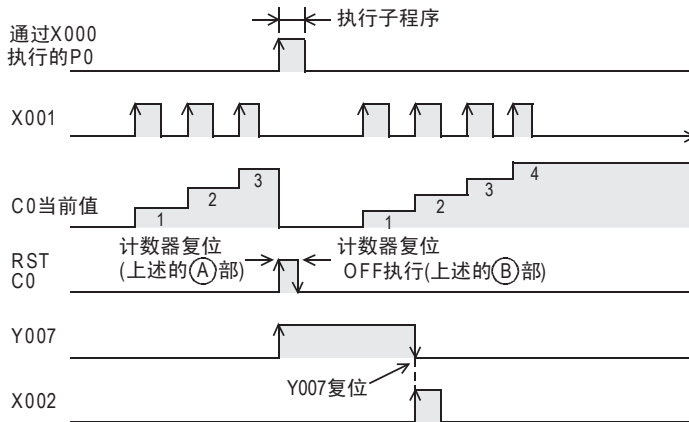 执行子程序
通过X000
执行的P0
X001
C0当前值
1
2
3
1
2
3
4
RST
C0
计数器复位
(上述的Ⓐ部)
计数器复位
OFF执行(上述的Ⓑ部)
Y007
Y007复位
X002